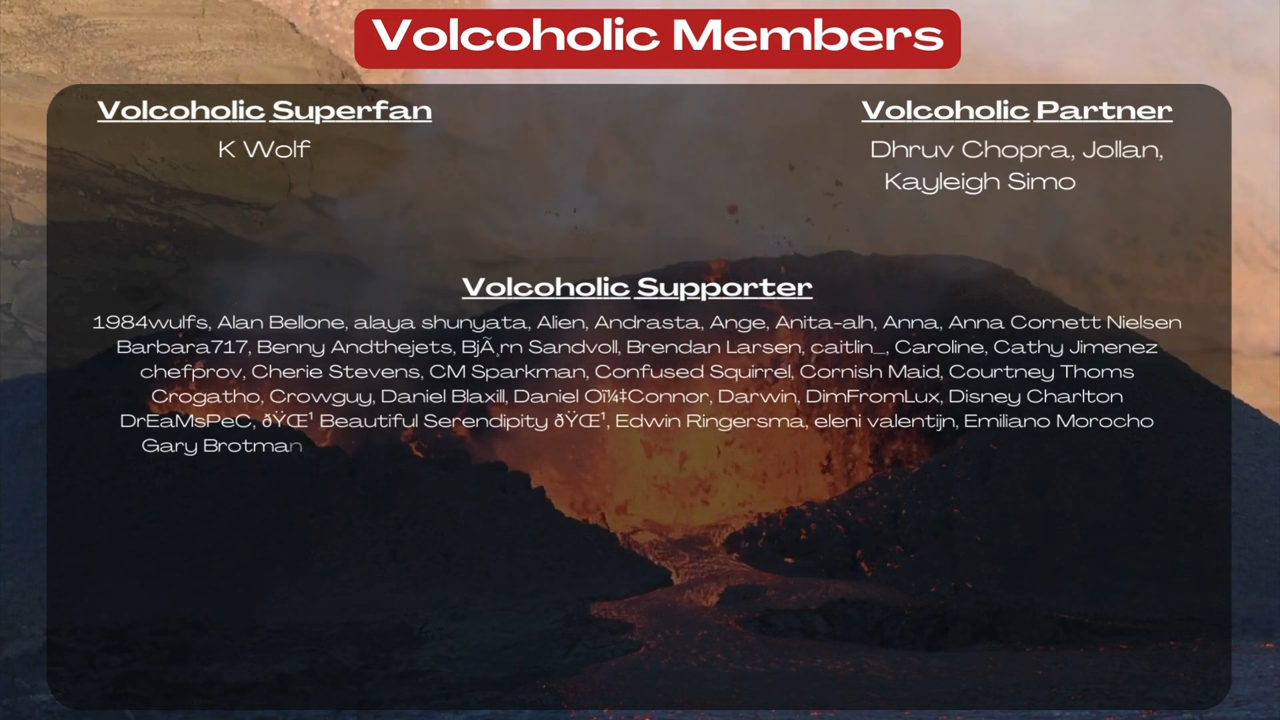 Volcoholic Members
Volcoholic Superfan
K Wolf
Volcoholic Partner
Dhruv Chopra, Jollan,
Kayleigh Simo
Volcoholic Supporter
1984wulfs, Alan Bellone, alaya shunyata, Alien, Andrasta, Ange, Anita-alh, Anna, Anna Cornett Nielsen
Barbara717, Benny Andthejets, BjÃ¸rn Sandvoll, Brendan Larsen, caitlin_, Caroline, Cathy Jimenez
chefprov, Cherie Stevens, CM Sparkman, Confused Squirrel, Cornish Maid, Courtney Thoms
Crogatho, Crowguy, Daniel Blaxill, Daniel Oï¼‡Connor, Darwin, DimFromLux, Disney Charlton
DrEaMsPeC, ðŸŒ¹ Beautiful Serendipity ðŸŒ¹, Edwin Ringersma, eleni valentijn, Emiliano Morocho
Gary Brotman